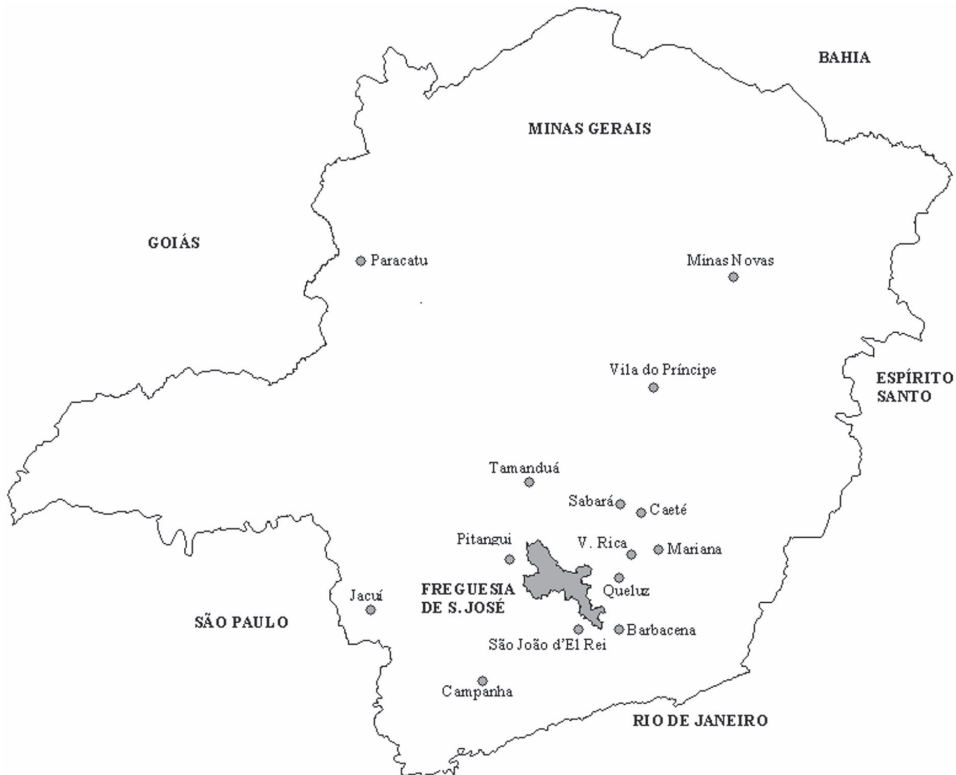 BAHIA
MINAS GERAIS
GOIÁS
Paracatu
Minas Novas
Vila do Príncipe
ESPÍRITO
SANTO
Tamanduá
Sabará
Caeté
Pitangui
V. Rica
Mariana
FREGUESIA
DE S. JOSÉ
Queluz
Jacuí
SÃO PAULO
São João d'El Rei
Barbacena
Campanha
RIO DE JANEIRO